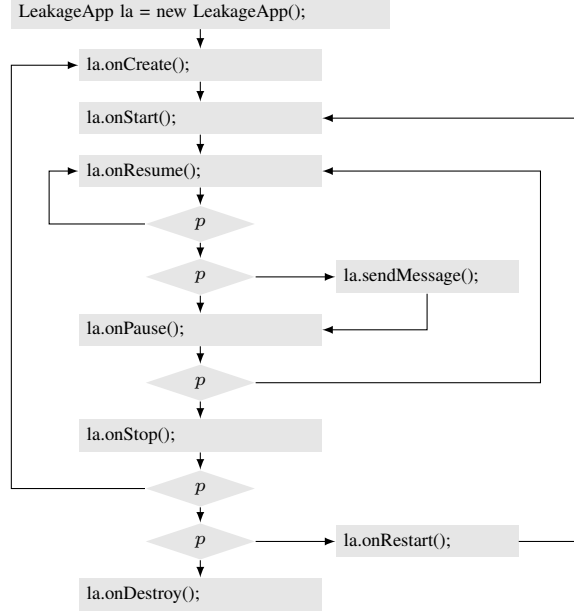 LeakageApp la = new LeakageApp();
la.onCreate();
la.onStart();
la.onResume();
p
p
la.sendMessage();
la.onPause();
p
la.onStop();
p
p
la.onRestart();
la.onDestroy();